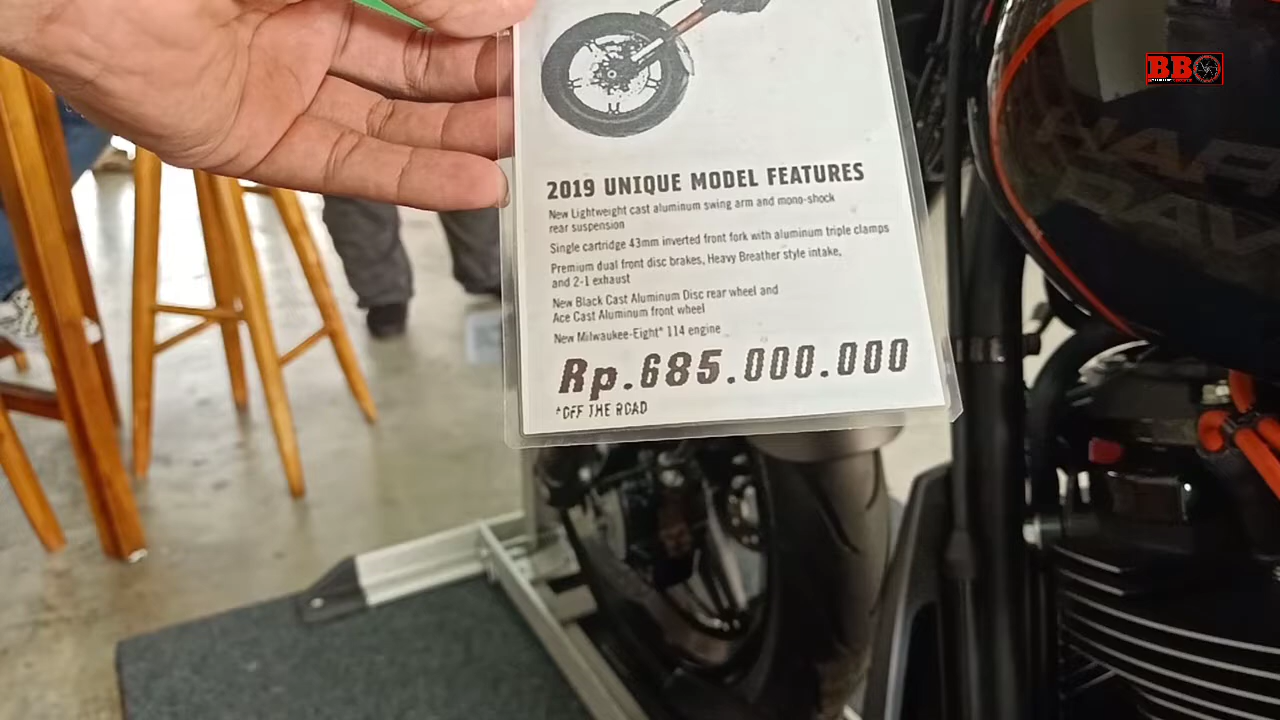 BBO
2019 UNIQUE MODEL FEATURES
New Lightweight cast aluminum swing arm and mono-shock
rear suspension
Single cartridge 43mm inverted front fork with aluminum triple clamps
Premium dual front disc brakes, Heavy Breather style intake,
and 2-1 exhaust
New Black Cast Aluminum Disc rear wheel and
Ace Cast Aluminum front wheel
New Milwaukee-Eight® 114 engine
Rp.685.000.000
*OFF THE ROAD
HAR
DAV